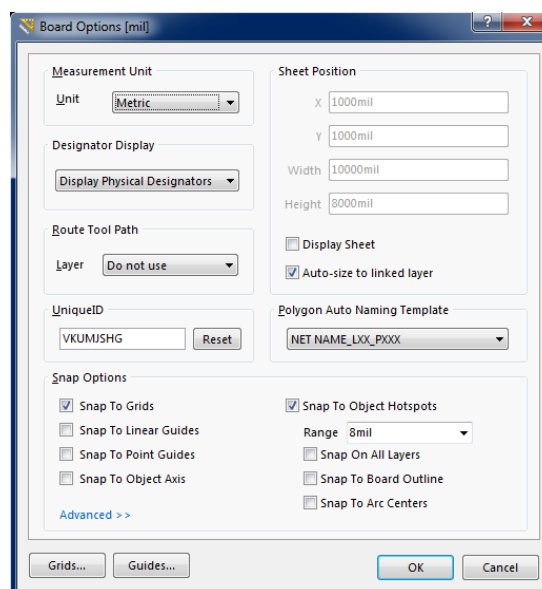 Board Options [mil]
Measurement Unit
Unit Metric
Designator Display
Display Physical Designators
Route Tool Path
Layer Do not use
UniqueID
VKUMJSHG Reset
Sheet Position
X 1000mil
Y 1000mil
Width 10000mil
Height 8000mil
Display Sheet
Auto-size to linked layer
Polygon Auto Naming Template
NET NAME_LXX_PXXX
Snap Options
Snap To Grids
Snap To Linear Guides
Snap To Point Guides
Snap To Object Axis
Advanced >>
Snap To Object Hotspots
Range 8mil
Snap On All Layers
Snap To Board Outline
Snap To Arc Centers
Grids... Guides... OK Cancel